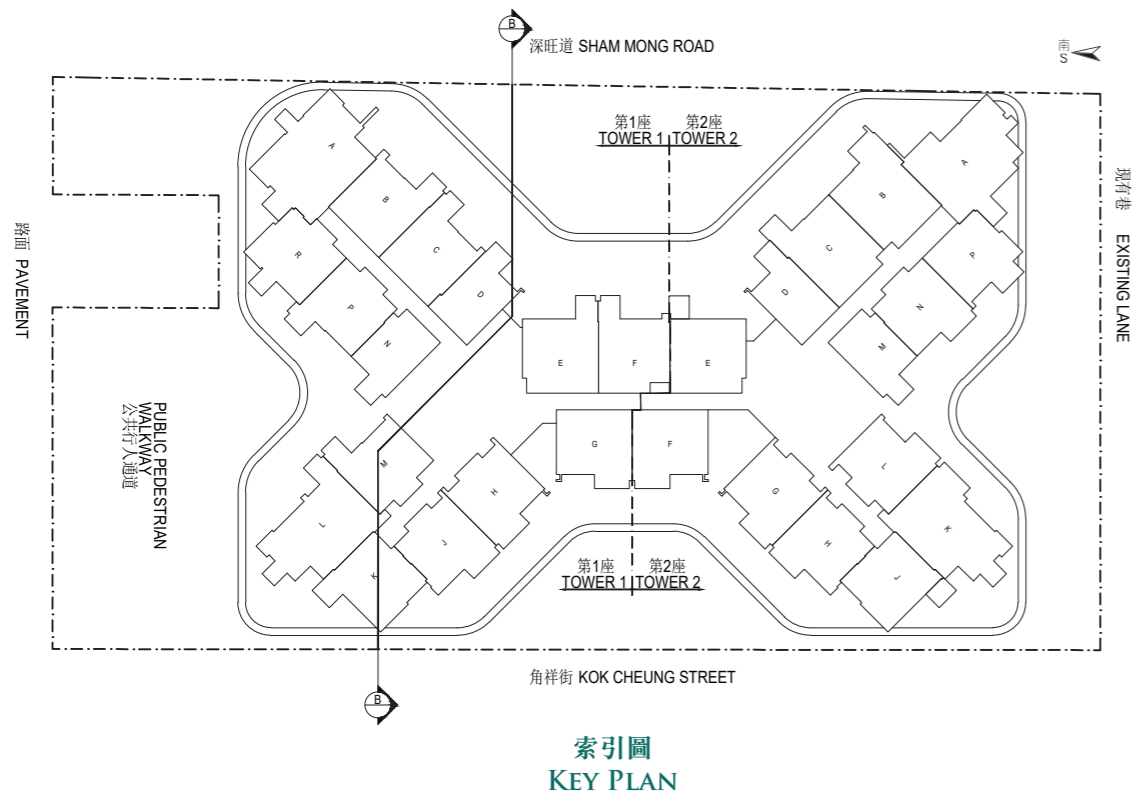 B
深旺道 SHAM MONG ROAD
南
S
第1座 第2座
TOWER 1 TOWER 2
現有巷 EXISTING LANE
路面 PAVEMENT
A
B
C
D
R
P
N
A
B
C
D
P
N
M
E
F
E
G
F
M
L
K
J
H
G
H
J
K
L
PUBLIC PEDESTRIAN
WALKWAY
公共行人通道
第1座 第2座
TOWER 1 TOWER 2
角祥街 KOK CHEUNG STREET
B
索引圖
KEY PLAN